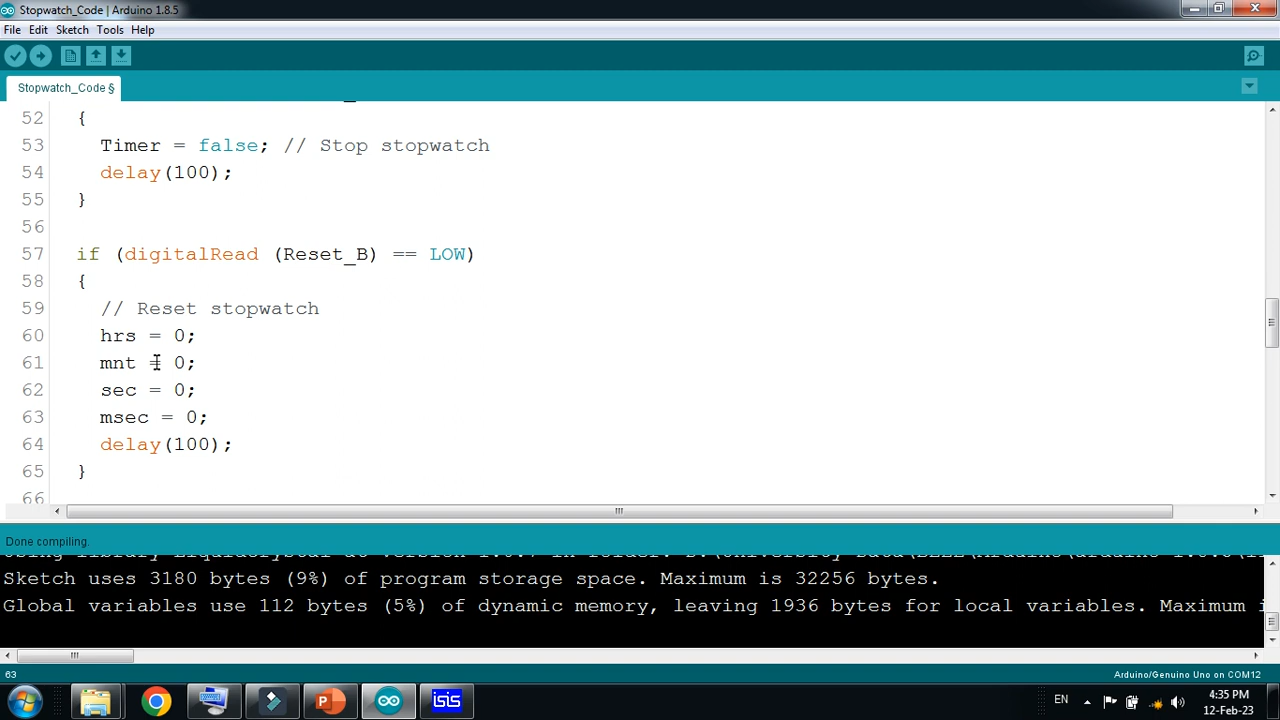 Stopwatch_Code | Arduino 1.8.5
File Edit Sketch Tools Help
Stopwatch_Code §
52 {
53 Timer = false; // Stop stopwatch
54 delay(100);
55 }
56
57 if (digitalRead (Reset_B) == LOW)
58 {
59 // Reset stopwatch
60 hrs = 0;
61 mnt = 0;
62 sec = 0;
63 msec = 0;
64 delay(100);
65 }
66
Done compiling.
Sketch uses 3180 bytes (9%) of program storage space. Maximum is 32256 bytes.
Global variables use 112 bytes (5%) of dynamic memory, leaving 1936 bytes for local variables. Maximum
63
Arduino/Genuino Uno on COM12
isis
EN
4:35 PM
12-Feb-23